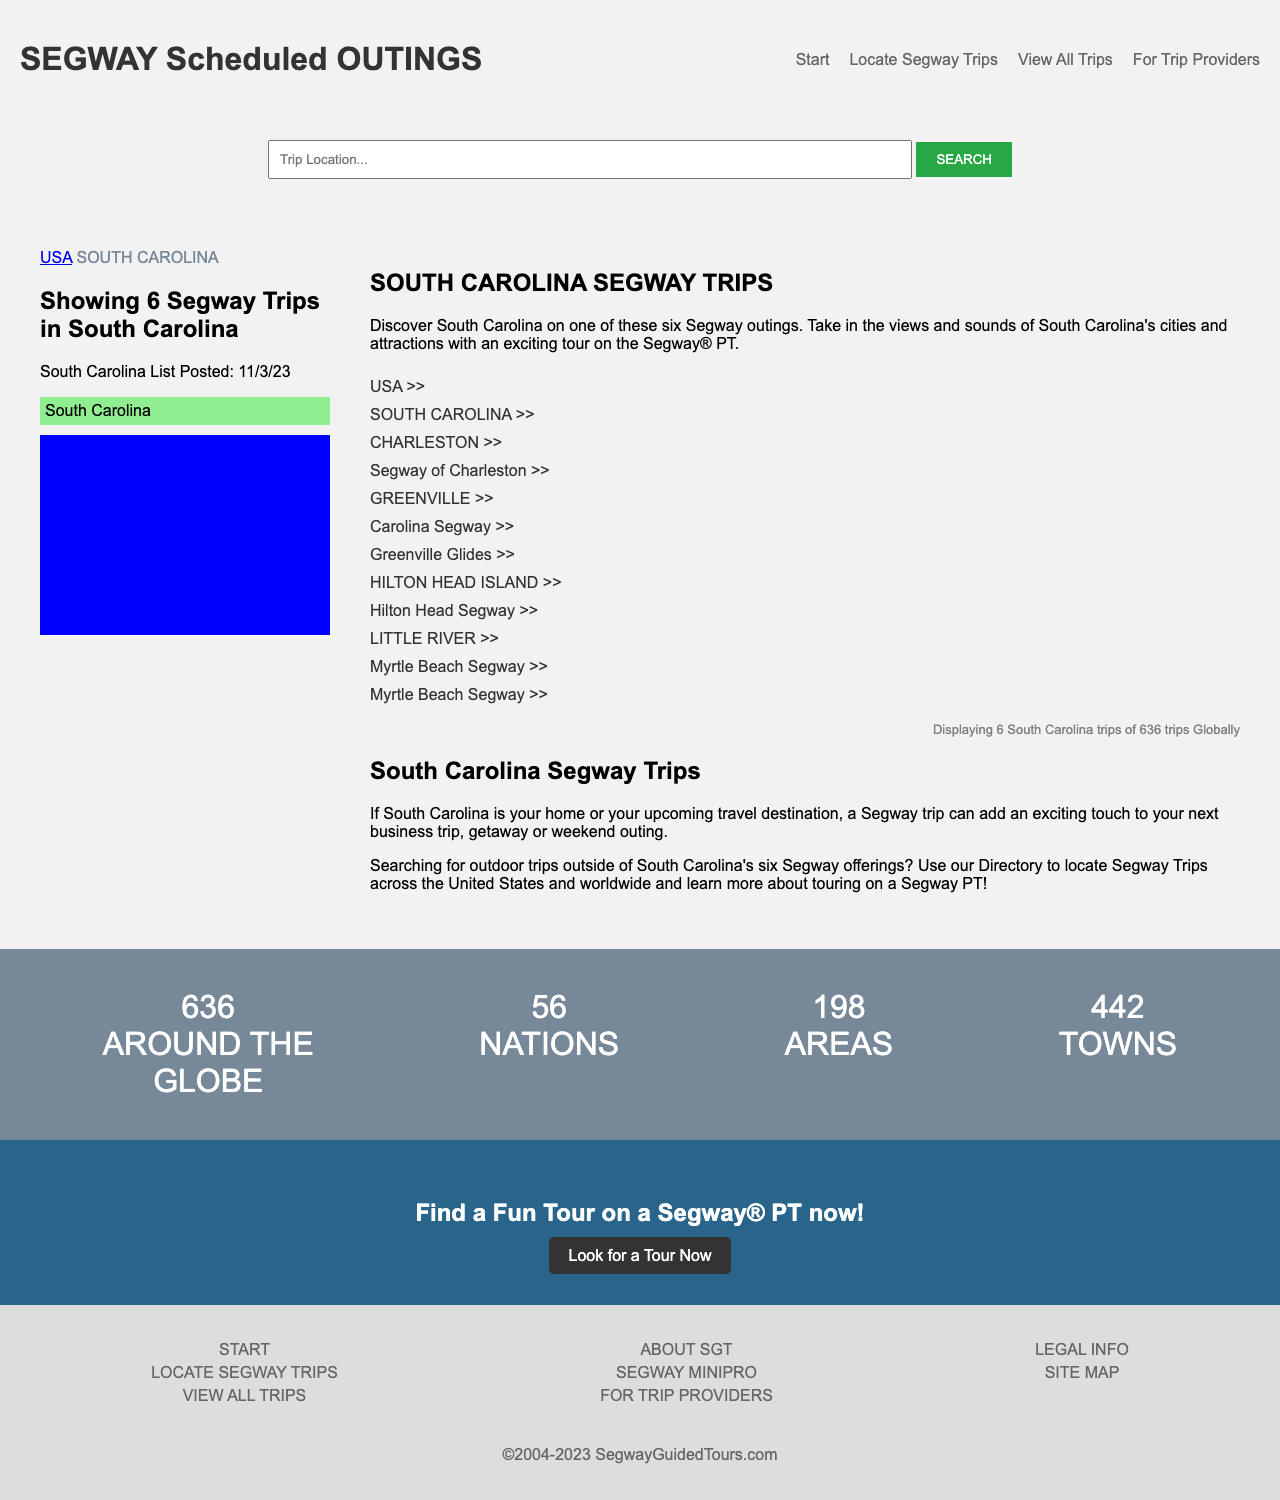 SEGWAY Scheduled OUTINGS
Start
Locate Segway Trips
View All Trips
For Trip Providers
Trip Location...
SEARCH
USA SOUTH CAROLINA
Showing 6 Segway Trips
in South Carolina
South Carolina List Posted: 11/3/23
South Carolina
SOUTH CAROLINA SEGWAY TRIPS
Discover South Carolina on one of these six Segway outings. Take in the views and sounds of South Carolina's cities and
attractions with an exciting tour on the Segway® PT.
USA >>
SOUTH CAROLINA >>
CHARLESTON >>
Segway of Charleston >>
GREENVILLE >>
Carolina Segway >>
Greenville Glides >>
HILTON HEAD ISLAND >>
Hilton Head Segway >>
LITTLE RIVER >>
Myrtle Beach Segway >>
Myrtle Beach Segway >>
Displaying 6 South Carolina trips of 636 trips Globally
South Carolina Segway Trips
If South Carolina is your home or your upcoming travel destination, a Segway trip can add an exciting touch to your next
business trip, getaway or weekend outing.
Searching for outdoor trips outside of South Carolina's six Segway offerings? Use our Directory to locate Segway Trips
across the United States and worldwide and learn more about touring on a Segway PT!
636
AROUND THE
GLOBE
56
NATIONS
198
AREAS
442
TOWNS
Find a Fun Tour on a Segway® PT now!
Look for a Tour Now
START
LOCATE SEGWAY TRIPS
VIEW ALL TRIPS
ABOUT SGT
SEGWAY MINIPRO
FOR TRIP PROVIDERS
LEGAL INFO
SITE MAP
©2004-2023 SegwayGuidedTours.com